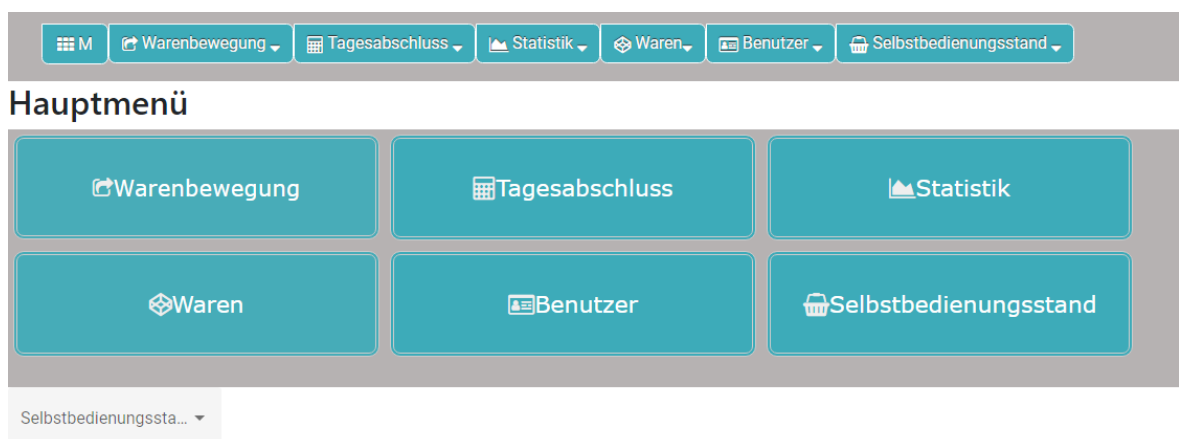 M Warenbewegung Tagesabschluss Statistik Waren Benutzer Selbstbedienungsstand
Hauptmenü
Warenbewegung Tagesabschluss Statistik
Waren Benutzer Selbstbedienungsstand
Selbstbedienungssta...